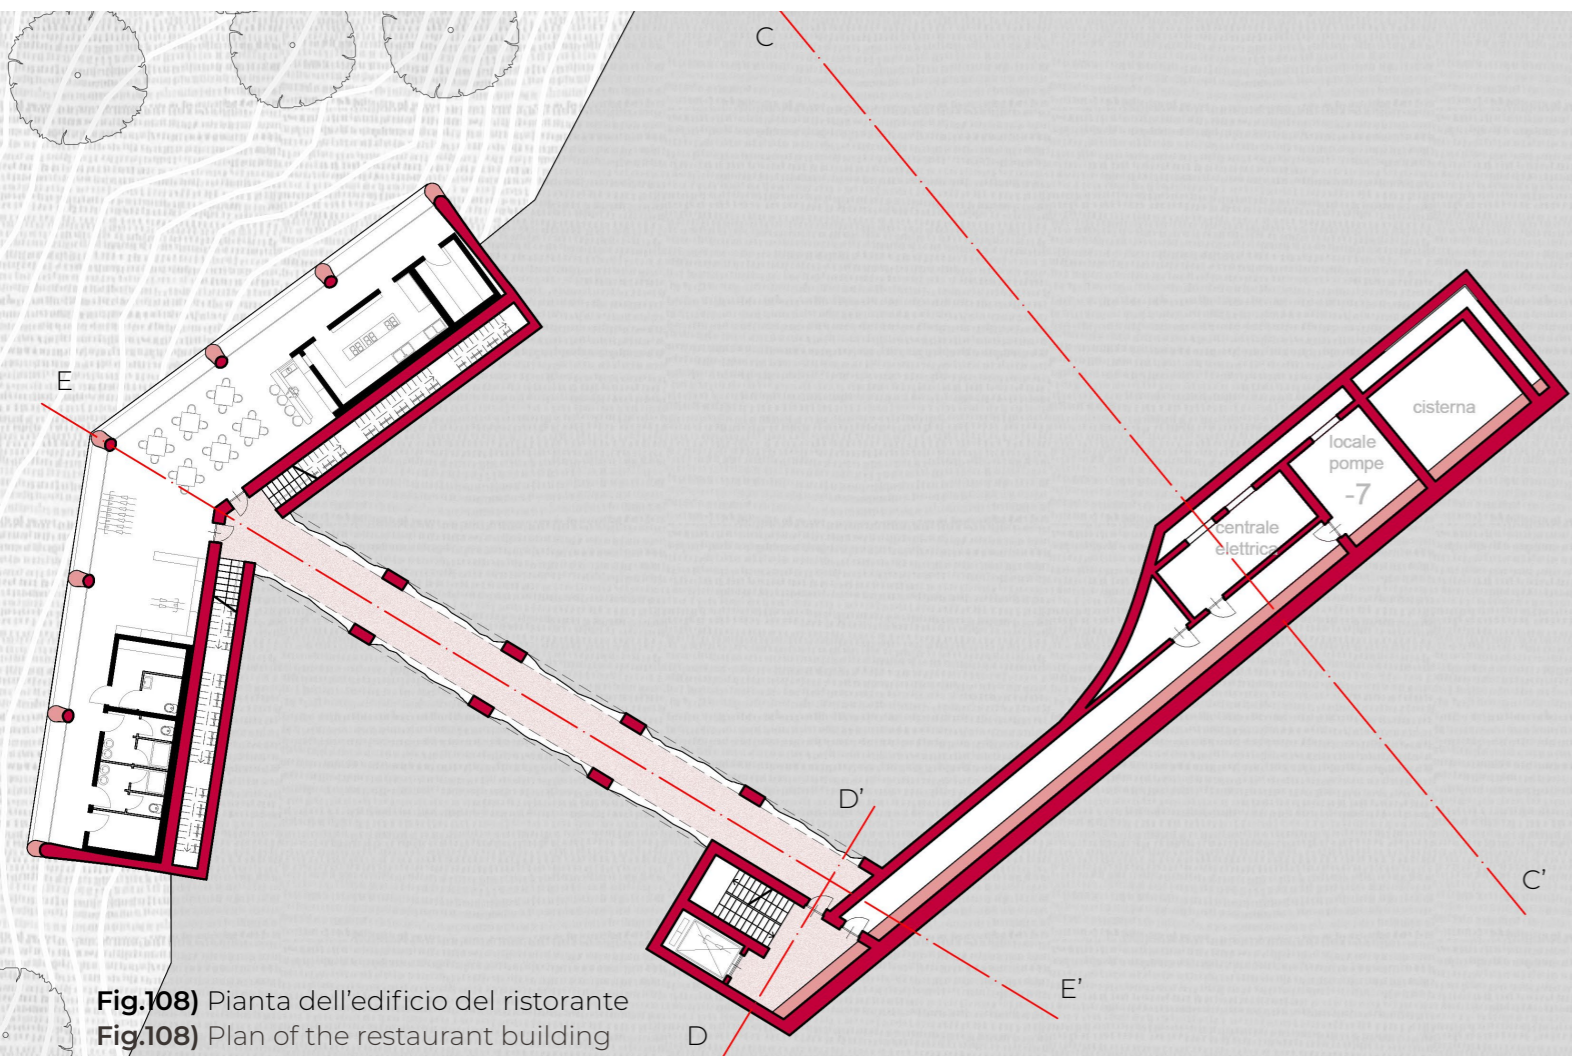 C
E
cisterna
locale
pompe
-7
centrale
elettrica
D'
C'
E'
D
Fig.108) Pianta dell'edificio del ristorante
Fig.108) Plan of the restaurant building